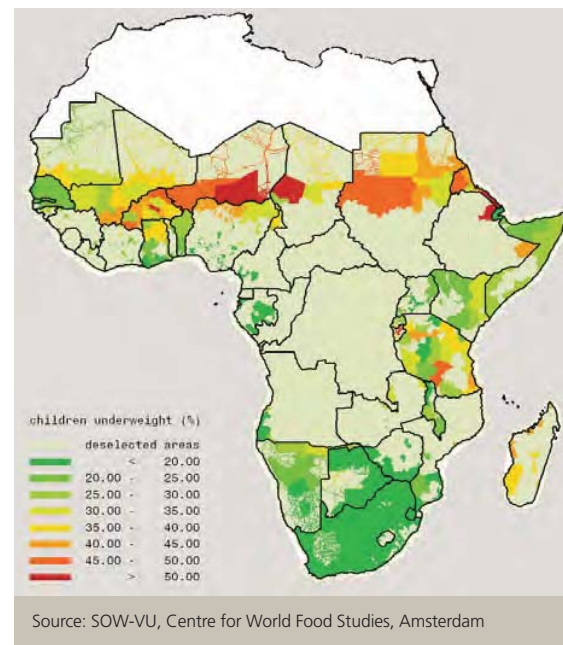 children underweight (%)
deselected areas
< 20.00
20.00 - 25.00
25.00 - 30.00
30.00 - 35.00
35.00 - 40.00
40.00 - 45.00
45.00 - 50.00
> 50.00
Source: SOW-VU, Centre for World Food Studies, Amsterdam